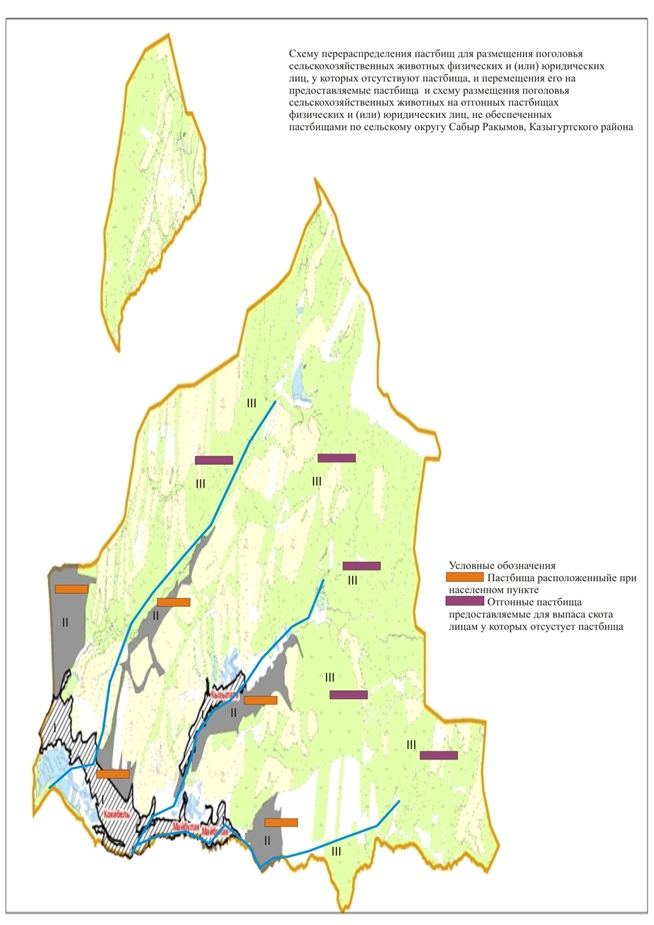 Схему перераспределения пастбищ для размещения поголовья
сельскохозяйственных животных физических и (или) юридических
лиц, у которых отсутствуют пастбища, и перемещения его на
предоставляемые пастбища и схему размещения поголовья
сельскохозяйственных животных на отгонных пастбищах
физических и (или) юридических лиц, не обеспеченных
пастбищами по сельскому округу Сабыр Ракымов, Казыгуртского района
III
III
III
III
Условные обозначения
Пастбища расположенныйе при
населенном пункте
Отгонные пастбища
предоставляемые для выпаса скота
лицам у которых отсустует пастбища
II
II
III
II
III
Кокибель
Майбулак
II
III